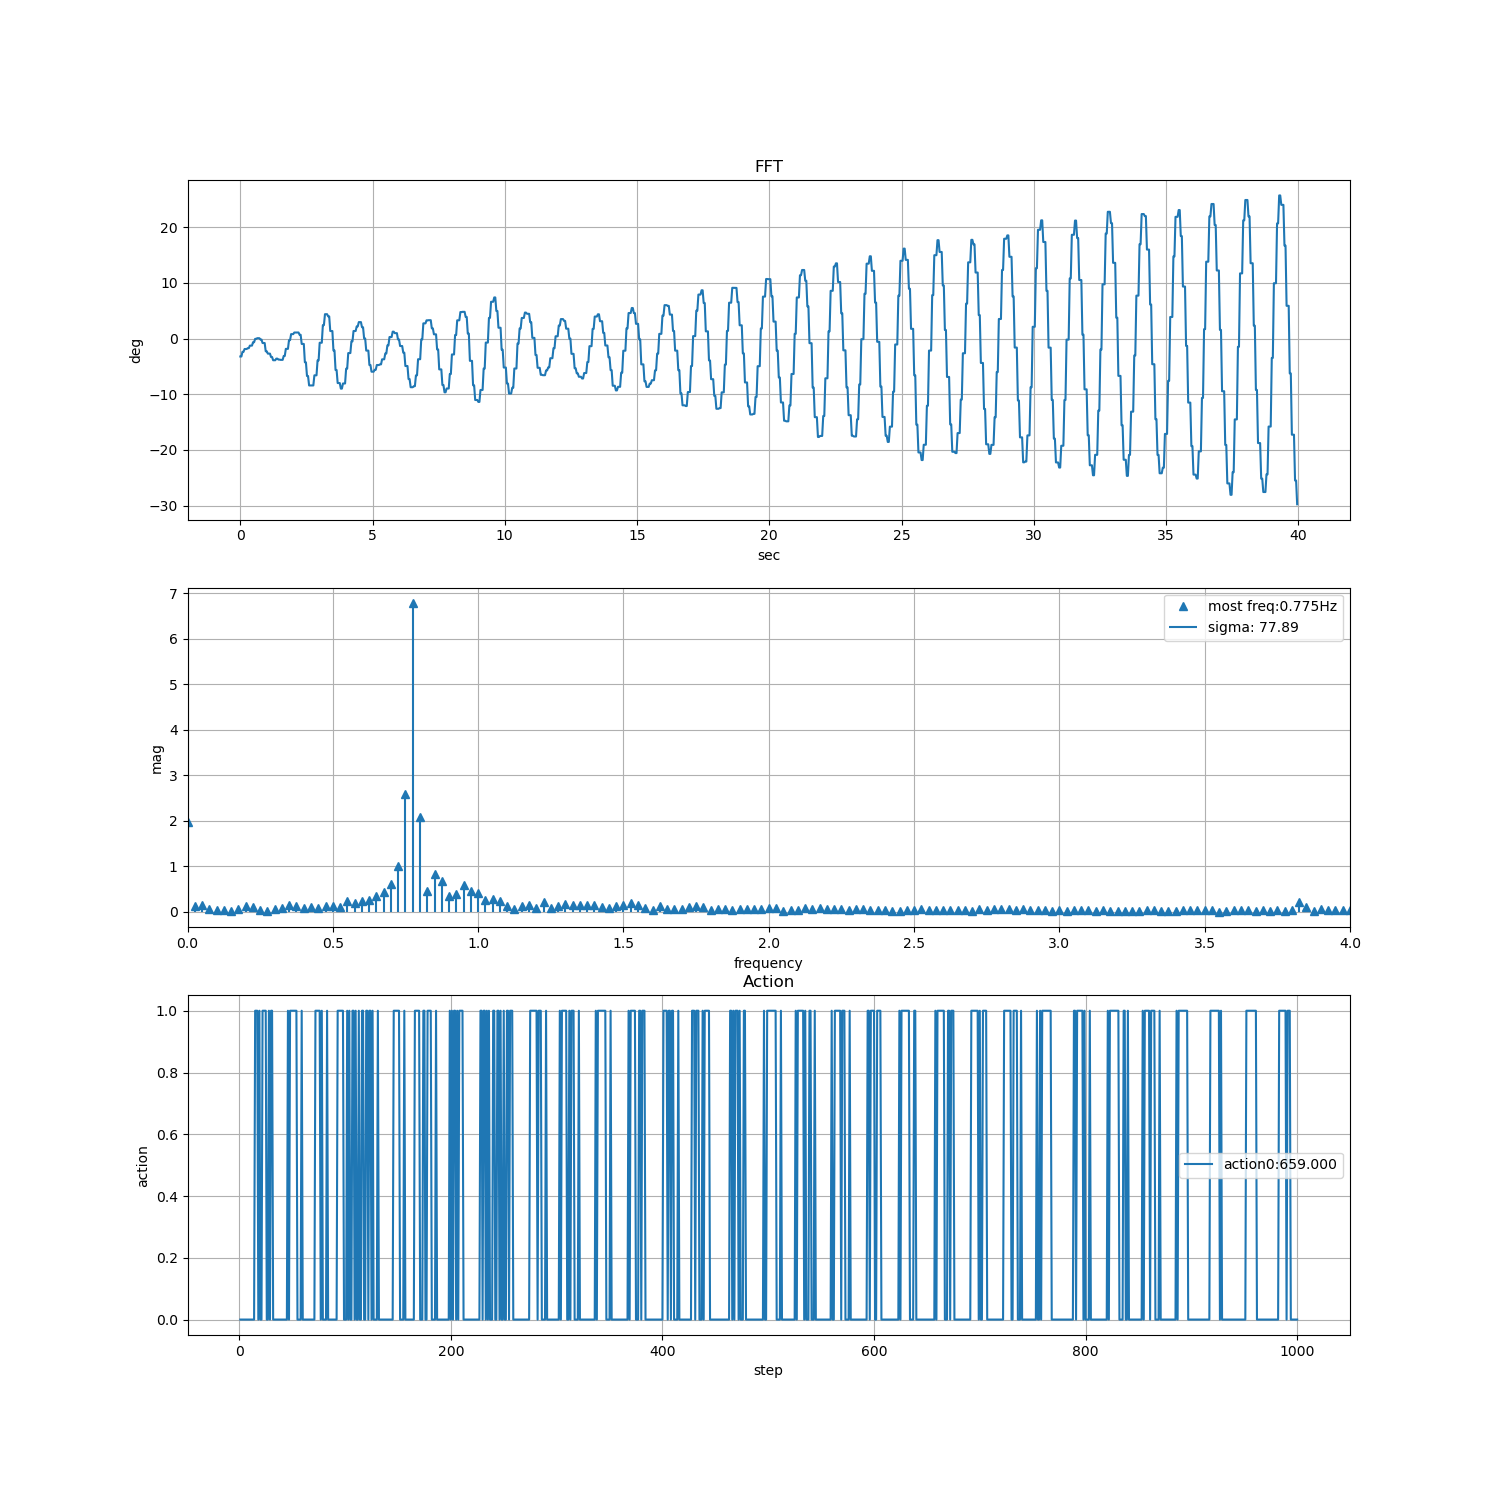 FFT
deg
20
10
0
−10
−20
−30
0 5 10 15 20 25 30 35 40
sec
mag
7
6
5
4
3
2
1
0
most freq:0.775Hz
sigma: 77.89
0.0 0.5 1.0 1.5 2.0 2.5 3.0 3.5 4.0
frequency
Action
action
1.0
0.8
0.6
0.4
0.2
0.0
action0:659.000
0 200 400 600 800 1000
step